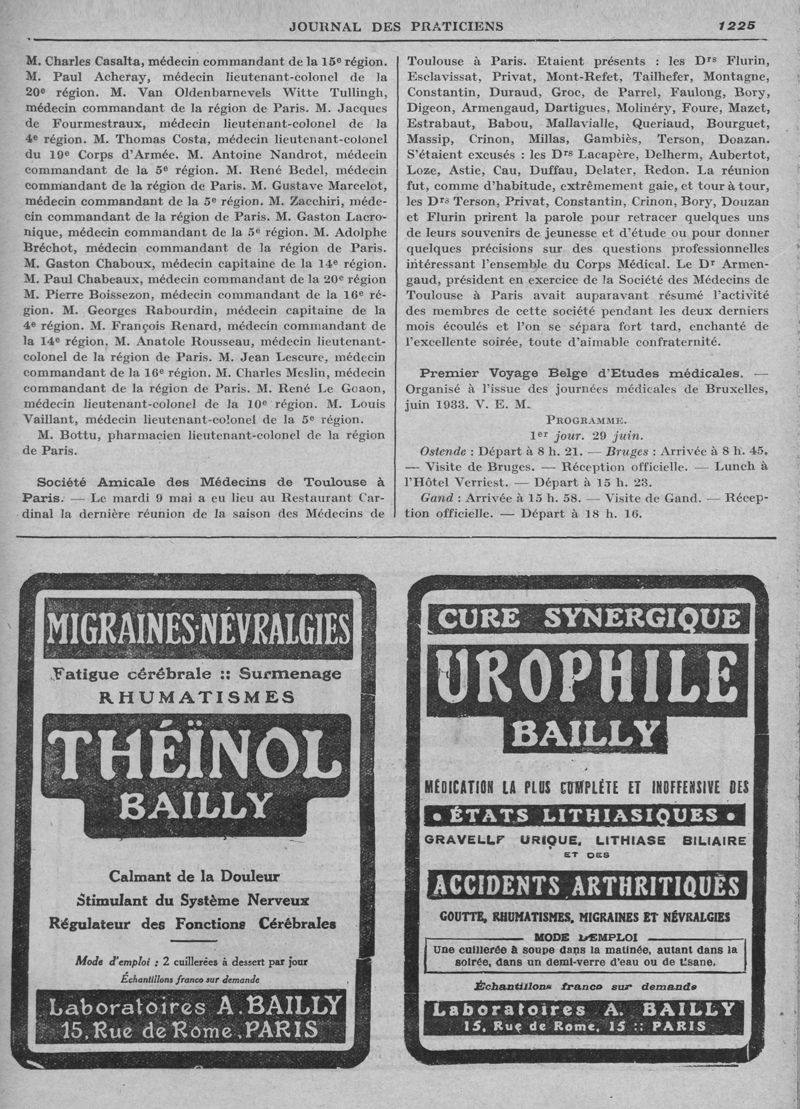 JOURNAL DES PRATICIENS 1225
M. Charles Casalta, médecin commandant de la 15e région.
M. Paul Acheray, médecin lieutenant-colonel de la
20e région. M. Van Oldenbarnevels Witte Tullingh,
médecin commandant de la région de Paris. M. Jacques
de Fourmestraux, médecin lieutenant-colonel de la
4e région. M. Thomas Costa, médecin lieutenant-colonel
du 19e Corps d'Armée. M. Antoine Nandrot, médecin
commandant de la 5e région. M. René Bedel, médecin
commandant de la région de Paris. M. Gustave Marcelot,
médecin commandant de la 5e région. M. Zacchiri, méde-
cin commandant de la région de Paris. M. Gaston Lacro-
nique, médecin commandant de la 5e région. M. Adolphe
Bréchot, médecin commandant de la région de Paris.
M. Gaston Chaboux, médecin capitaine de la 14e région.
M. Paul Chabeaux, médecin commandant de la 20e région
M. Pierre Boissezon, médecin commandant de la 16e ré-
gion. M. Georges Rabourdin, médecin capitaine de la
4e région. M. François Renard, médecin commandant de
la 14e région. M. Anatole Rousseau, médecin lieutenant-
colonel de la région de Paris. M. Jean Lescure, médecin
commandant de la 16e région. M. Charles Meslin, médecin
commandant de la région de Paris. M. René Le Goaon,
médecin lieutenant-colonel de la 10e région. M. Louis
Vaillant, médecin lieutenant-colonel de la 5e région.
M. Bottu, pharmacien lieutenant-colonel de la région
de Paris.
Société Amicale des Médecins de Toulouse à
Paris. — Le mardi 9 mai a eu lieu au Restaurant Car-
dinal la dernière réunion de la saison des Médecins de
Toulouse à Paris. Etaient présents : les Drs Flurin,
Esclavissat, Privat, Mont-Refet, Tailhefer, Montagne,
Constantin, Duraud, Groc, de Parrel, Faulong, Bory,
Digeon, Armengaud, Dartigues, Molinéry, Foure, Mazet,
Estrabaut, Babou, Mallavialle, Queriaud, Bourguet,
Massip, Crinon, Millas, Gambiès, Terson, Doazan.
S'étaient excusés : les Drs Lacapère, Delherm, Aubertot,
Loze, Astie, Cau, Duffau, Delater, Redon. La réunion
fut, comme d'habitude, extrêmement gaie, et tour à tour,
les Drs Terson, Privat, Constantin, Crinon, Bory, Douzan
et Flurin prirent la parole pour retracer quelques uns
de leurs souvenirs de jeunesse et d'étude ou pour donner
quelques précisions sur des questions professionnelles
intéressant l'ensemble du Corps Médical. Le Dr Armen-
gaud, président en exercice de la Société des Médecins de
Toulouse à Paris avait auparavant résumé l'activité
des membres de cette société pendant les deux derniers
mois écoulés et l'on se sépara fort tard, enchanté de
l'excellente soirée, toute d'aimable confraternité.
Premier Voyage Belge d'Etudes médicales. —
Organisé à l'issue des journées médicales de Bruxelles,
juin 1933. V. E. M.
PROGRAMME.
1er jour. 29 juin.
Ostende : Départ à 8 h. 21. — Bruges : Arrivée à 8 h. 45.
— Visite de Bruges. — Réception officielle. — Lunch à
l'Hôtel Verriest. — Départ à 15 h. 23.
Gand : Arrivée à 15 h. 58. — Visite de Gand. — Récep-
tion officielle. — Départ à 18 h. 16.
MIGRAINES-NÉVRALGIES
Fatigue cérébrale :: Surmenage
RHUMATISMES
THÉÏNOL
BAILLY
Calmant de la Douleur
Stimulant du Système Nerveux
Régulateur des Fonctions Cérébrales
Mode d'emploi : 2 cuillerées à dessert par jour
Échantillons franco sur demande
Laboratoires A. BAILLY
15, Rue de Rome, PARIS
CURE SYNERGIQUE
UROPHILE
BAILLY
MÉDICATION LA PLUS COMPLÉTE ET INOFFENSIVE DES
• ÉTATS LITHIASIQUES •
GRAVELLE URIQUE, LITHIASE BILIAIRE
ET DES
ACCIDENTS ARTHRITIQUES
GOUTTE, RHUMATISMES, MIGRAINES ET NÉVRALGIES
MODE D'EMPLOI
Une cuillerée à soupe dans la matinée, autant dans la
soirée, dans un demi-verre d'eau ou de tisane.
Échantillons franco sur demande
Laboratoires A. BAILLY
15, Rue de Rome, 15 :: PARIS